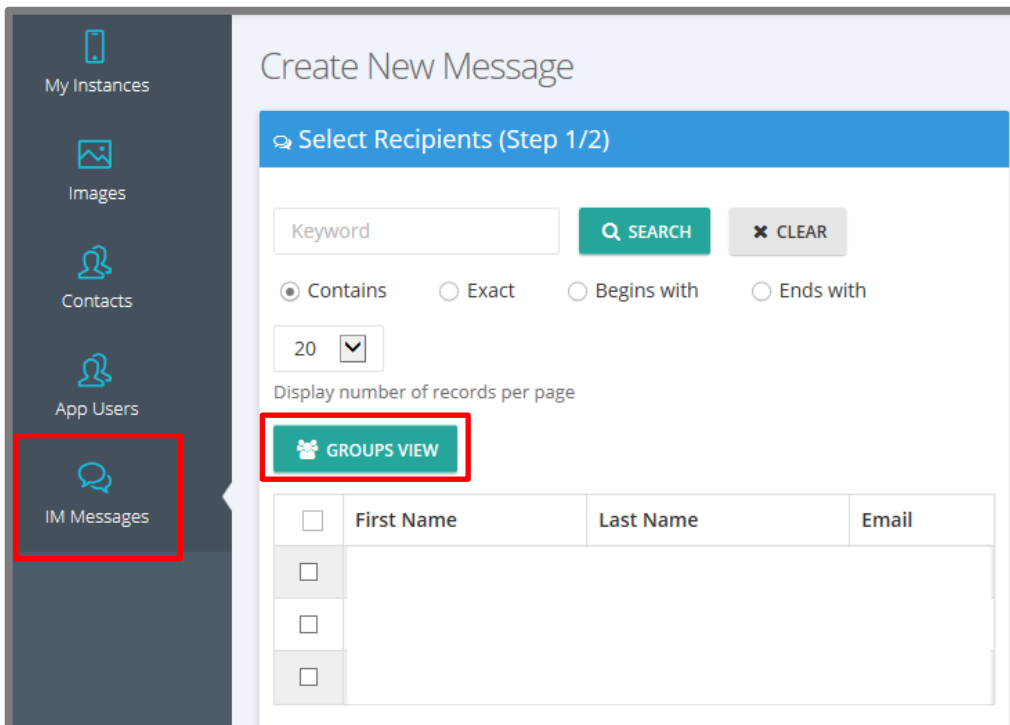 My Instances
Images
Contacts
App Users
IM Messages
Create New Message
Select Recipients (Step 1/2)
Keyword SEARCH CLEAR
Contains Exact Begins with Ends with
20
Display number of records per page
GROUPS VIEW
First Name Last Name Email